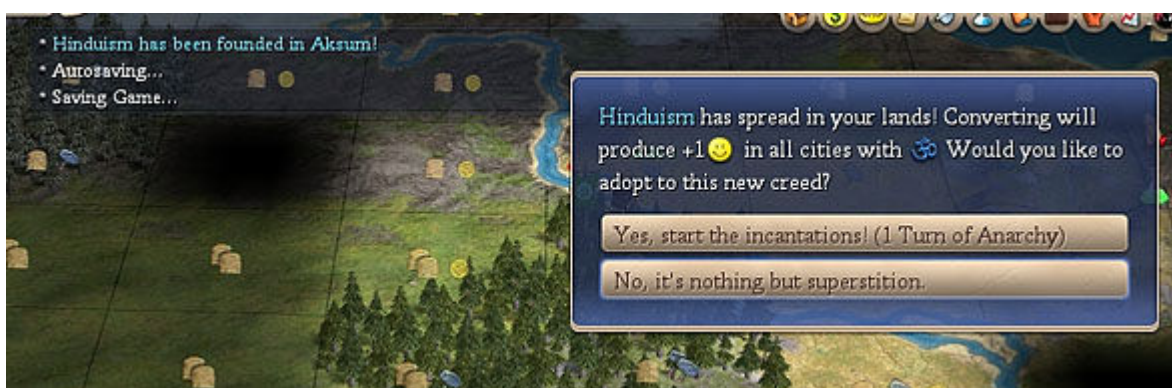 * Hinduism has been founded in Aksum!
* Autosaving...
* Saving Game...
Hinduism has spread in your lands! Converting will
produce +1 in all cities with ॐ Would you like to
adopt to this new creed?
Yes, start the incantations! (1 Turn of Anarchy)
No, it's nothing but superstition.